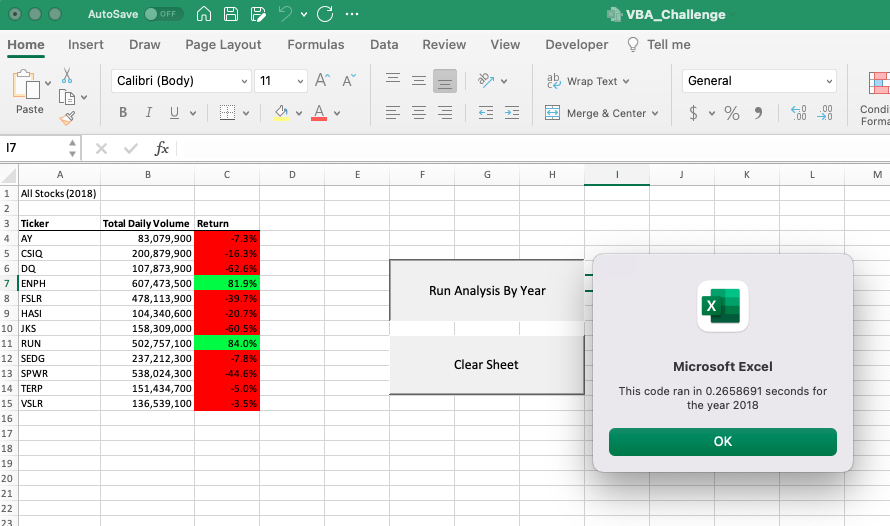 AutoSave OFF VBA_Challenge
Home Insert Draw Page Layout Formulas Data Review View Developer Tell me
Paste Calibri (Body) 11 A A ab Wrap Text General
B I U A Merge & Center $ % Condi
Forma
I7 fx
A B C D E F G H I J K L M
1 All Stocks (2018)
2
3 Ticker Total Daily Volume Return
4 AY 83,079,900 -7.3%
5 CSIQ 200,879,900 -16.3%
6 DQ 107,873,900 -62.6%
7 ENPH 607,473,500 81.9%
8 FSLR 478,113,900 -39.7%
9 HASI 104,340,600 -20.7%
10 JKS 158,309,000 -60.5%
11 RUN 502,757,100 84.0%
12 SEDG 237,212,300 -7.8%
13 SPWR 538,024,300 -44.6%
14 TERP 151,434,700 -5.0%
15 VSLR 136,539,100 -3.5%
16
17
18
19
20
21
22
23
Run Analysis By Year
Clear Sheet
X
Microsoft Excel
This code ran in 0.2658691 seconds for
the year 2018
OK